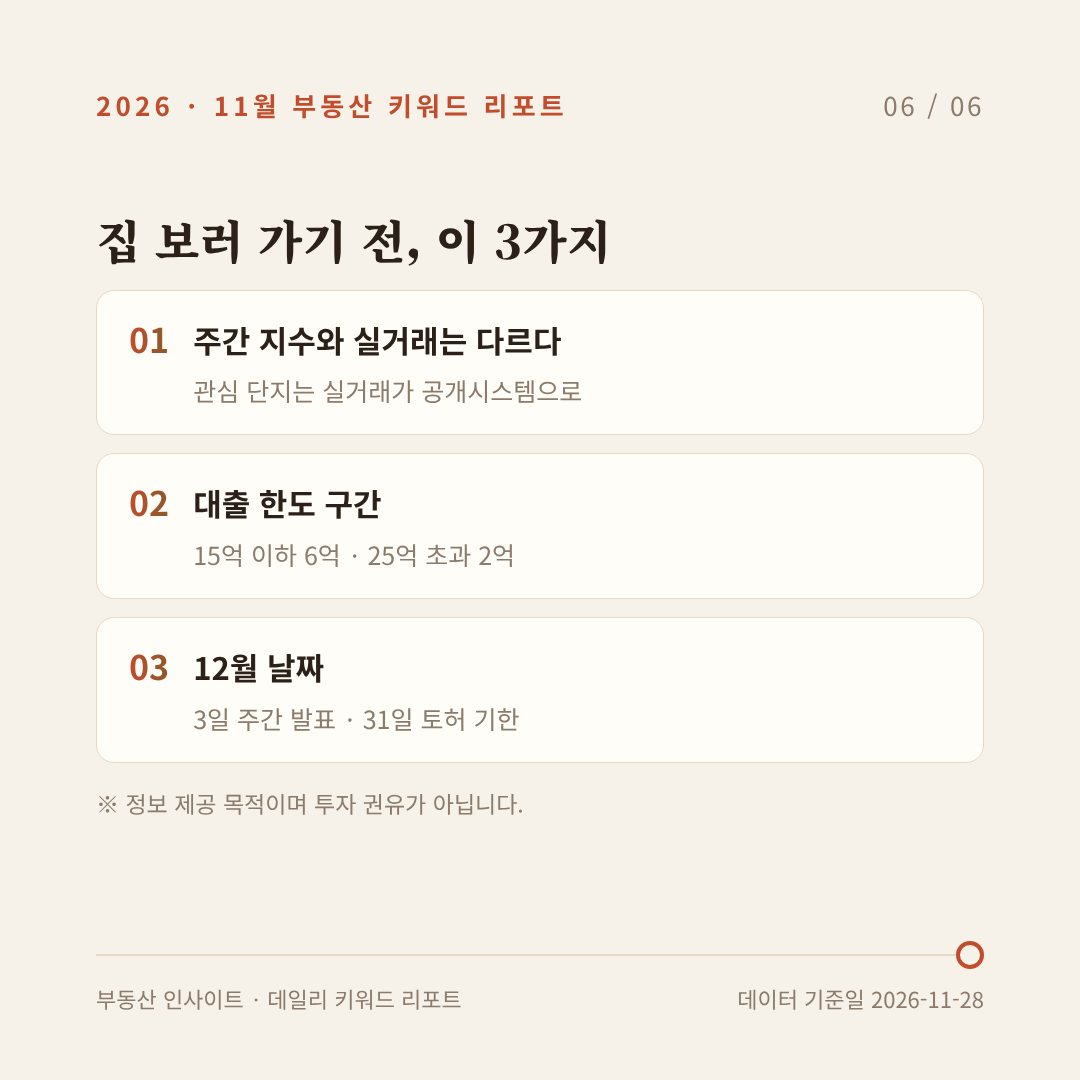 2026 · 11월 부동산 키워드 리포트
06 / 06
집 보러 가기 전, 이 3가지
01 주간 지수와 실거래는 다르다
관심 단지는 실거래가 공개시스템으로
02 대출 한도 구간
15억 이하 6억 · 25억 초과 2억
03 12월 날짜
3일 주간 발표 · 31일 토허 기한
※ 정보 제공 목적이며 투자 권유가 아닙니다.
부동산 인사이트 · 데일리 키워드 리포트
데이터 기준일 2026-11-28